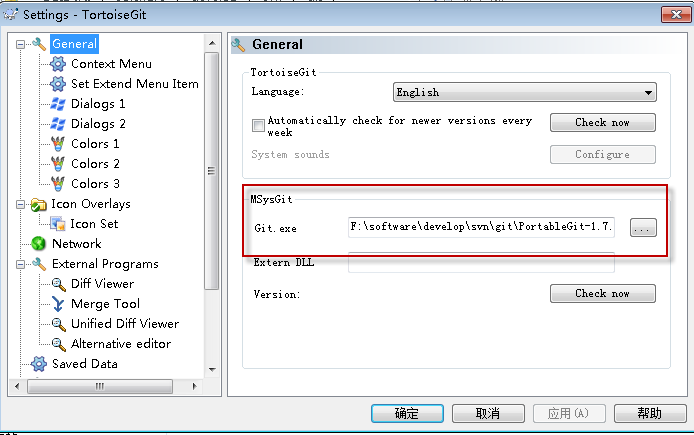 Settings - TortoiseGit
General
Context Menu
Set Extend Menu Item
Dialogs 1
Dialogs 2
Colors 1
Colors 2
Colors 3
Icon Overlays
Icon Set
Network
External Programs
Diff Viewer
Merge Tool
Unified Diff Viewer
Alternative editor
Saved Data
General
TortoiseGit
Language:
English
Automatically check for newer versions every
week
Check now
System sounds
Configure
MSysGit
Git.exe
F:\software\develop\svn\git\PortableGit-1.7.
...
Extern DLL
Version:
Check now
确定
取消
应用(A)
帮助